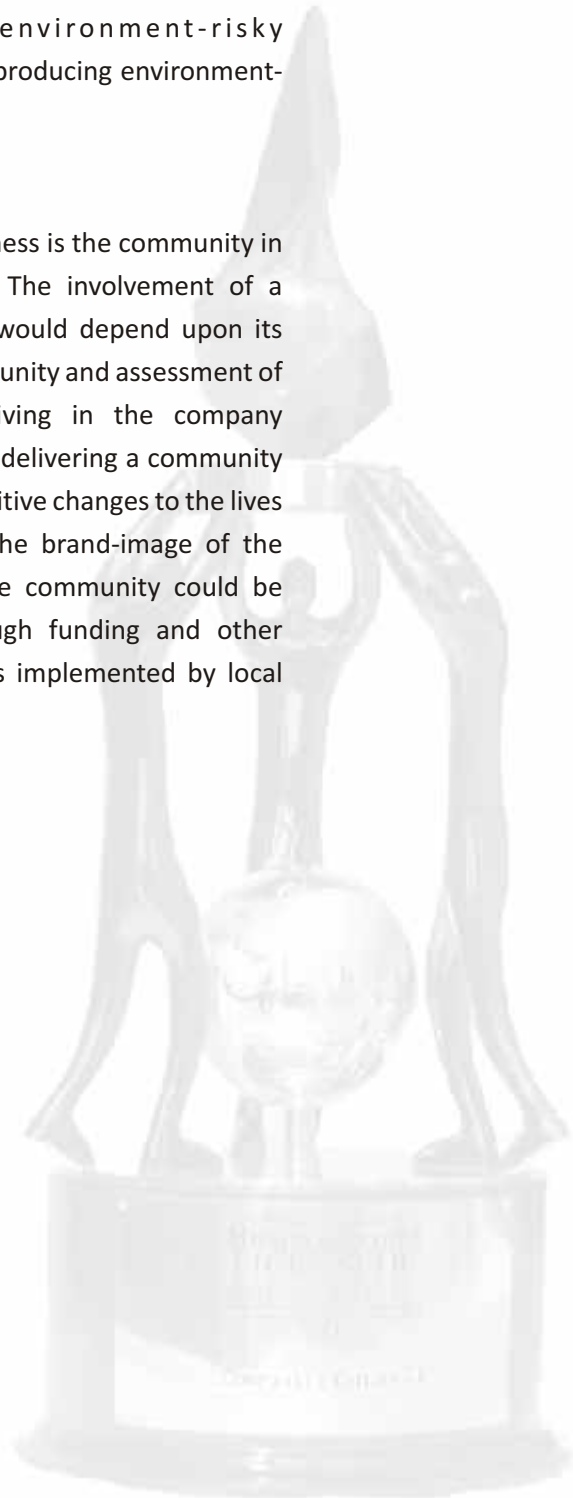 environment-risky
producing environment-
ness is the community in
The involvement of a
would depend upon its
unity and assessment of
iving in the company
delivering a community
itive changes to the lives
he brand-image of the
e community could be
ugh funding and other
s implemented by local